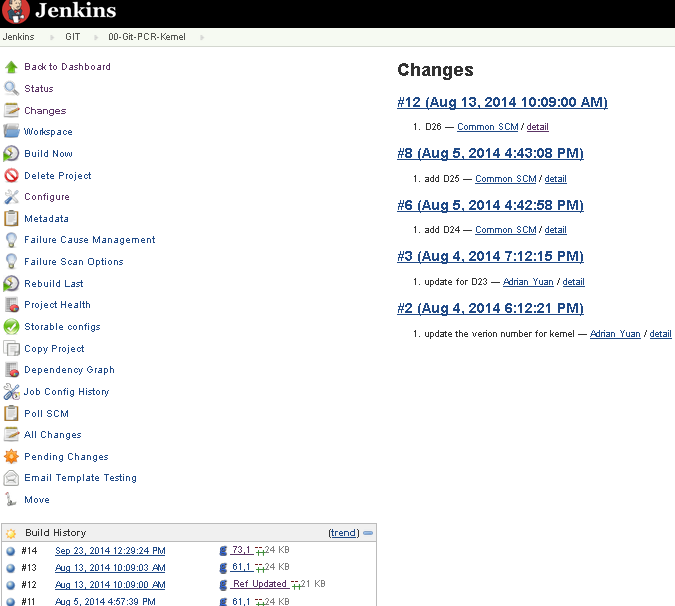 Jenkins
Jenkins GIT 00-Git-PCR-Kernel
Back to Dashboard
Status
Changes
Workspace
Build Now
Delete Project
Configure
Metadata
Failure Cause Management
Failure Scan Options
Rebuild Last
Project Health
Storable configs
Copy Project
Dependency Graph
Job Config History
Poll SCM
All Changes
Pending Changes
Email Template Testing
Move
Build History (trend)
#14 Sep 23, 2014 12:29:24 PM 73,1 24 KB
#13 Aug 13, 2014 10:09:03 AM 61,1 24 KB
#12 Aug 13, 2014 10:09:00 AM Ref Updated 21 KB
#11 Aug 5, 2014 4:57:39 PM 61,1 24 KB
Changes
#12 (Aug 13, 2014 10:09:00 AM)
1. D26 — Common SCM / detail
#8 (Aug 5, 2014 4:43:08 PM)
1. add D25 — Common SCM / detail
#6 (Aug 5, 2014 4:42:58 PM)
1. add D24 — Common SCM / detail
#3 (Aug 4, 2014 7:12:15 PM)
1. update for D23 — Adrian Yuan / detail
#2 (Aug 4, 2014 6:12:21 PM)
1. update the verion number for kernel — Adrian Yuan / detail